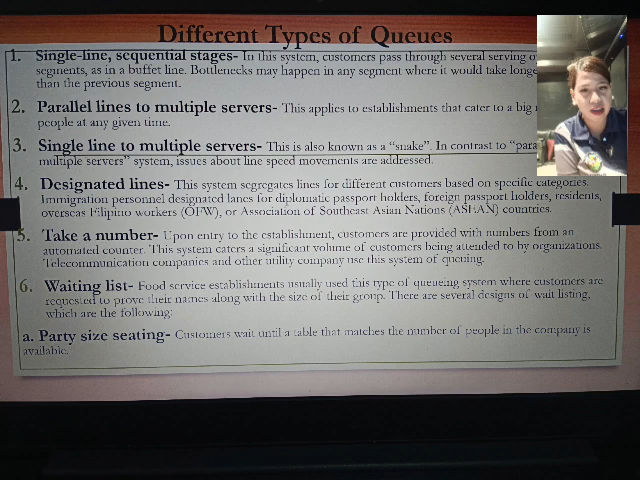 Different Types of Queues
1. Single-line, sequential stages- In this system, customers pass through several serving
segments, as in a buffet line. Bottlenecks may happen in any segment where it would take
than the previous segment.
2. Parallel lines to multiple servers- This applies to establishments that cater to a big
people at any given time.
3. Single line to multiple servers- This is also known as a “snake”. In contrast to
multiple servers” system, issues about line speed movements are addressed.
4. Designated lines- This system segregates lines for different customers based on specific categories.
Immigration personnel designated lanes for diplomatic passport holders, foreign passport holders, residents,
overseas Filipino workers (OFW), or Association of Southeast Asian Nations (ASEAN) countries.
5. Take a number- Upon entry to the establishment, customers are provided with numbers from an
automated counter. This system caters a significant volume of customers being attended to by organizations.
Telecommunication companies and other utility company use this system of queuing.
6. Waiting list- Food service establishments usually used this type of queueing system where customers are
requested to prove their names along with the size of their group. There are several designs of wait listing,
which are the following:
a. Party size seating- Customers wait until a table that matches the number of people in the company is
available.